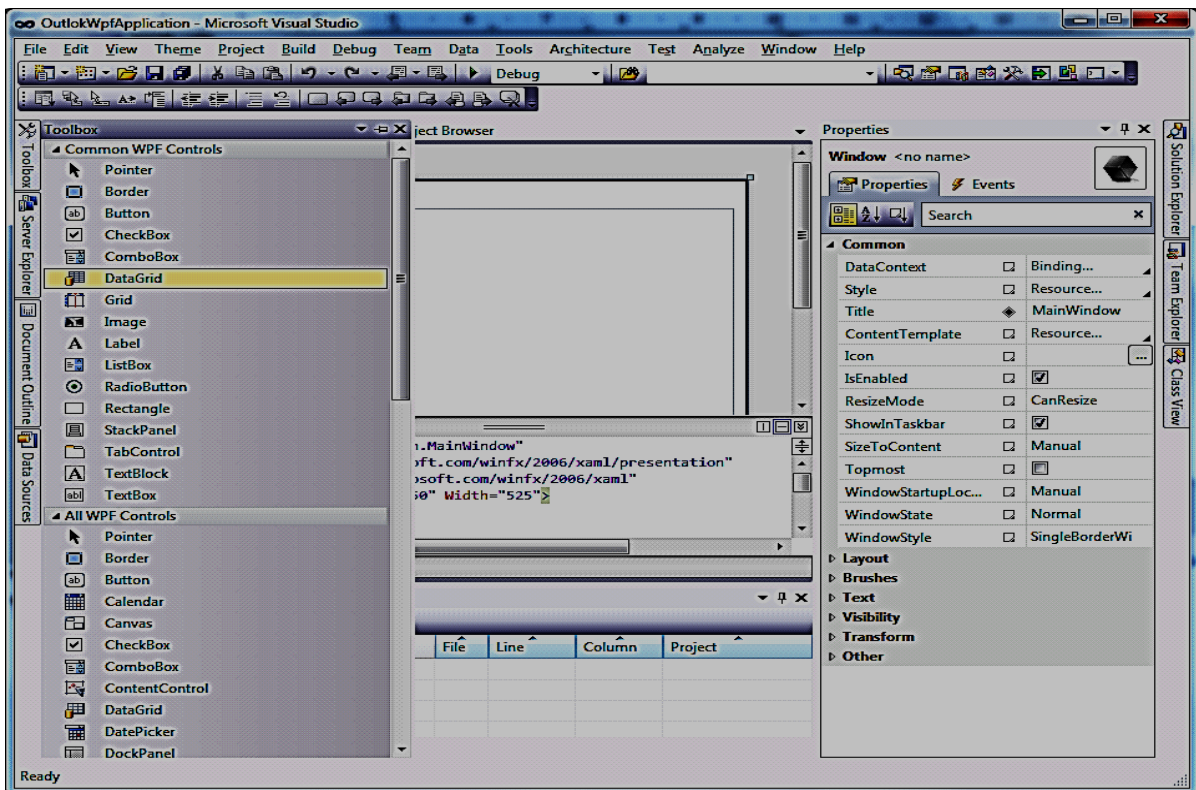 OutlokWpfApplication - Microsoft Visual Studio
File Edit View Theme Project Build Debug Team Data Tools Architecture Test Analyze Window Help
Debug
Toolbox
Server Explorer
Document Outline
Data Sources
Toolbox
Common WPF Controls
Pointer
Border
Button
CheckBox
ComboBox
DataGrid
Grid
Image
Label
ListBox
RadioButton
Rectangle
StackPanel
TabControl
TextBlock
TextBox
All WPF Controls
Pointer
Border
Button
Calendar
Canvas
CheckBox
ComboBox
ContentControl
DataGrid
DatePicker
DockPanel
ject Browser
n.MainWindow"
oft.com/winfx/2006/xaml/presentation"
osoft.com/winfx/2006/xaml"
50" Width="525">
File Line Column Project
Properties
Window <no name>
Properties Events
Search
Common
DataContext Binding...
Style Resource...
Title MainWindow
ContentTemplate Resource...
Icon ...
IsEnabled
ResizeMode CanResize
ShowInTaskbar
SizeToContent Manual
Topmost
WindowStartupLoc... Manual
WindowState Normal
WindowStyle SingleBorderWi
Layout
Brushes
Text
Visibility
Transform
Other
Solution Explorer
Team Explorer
Class View
Ready